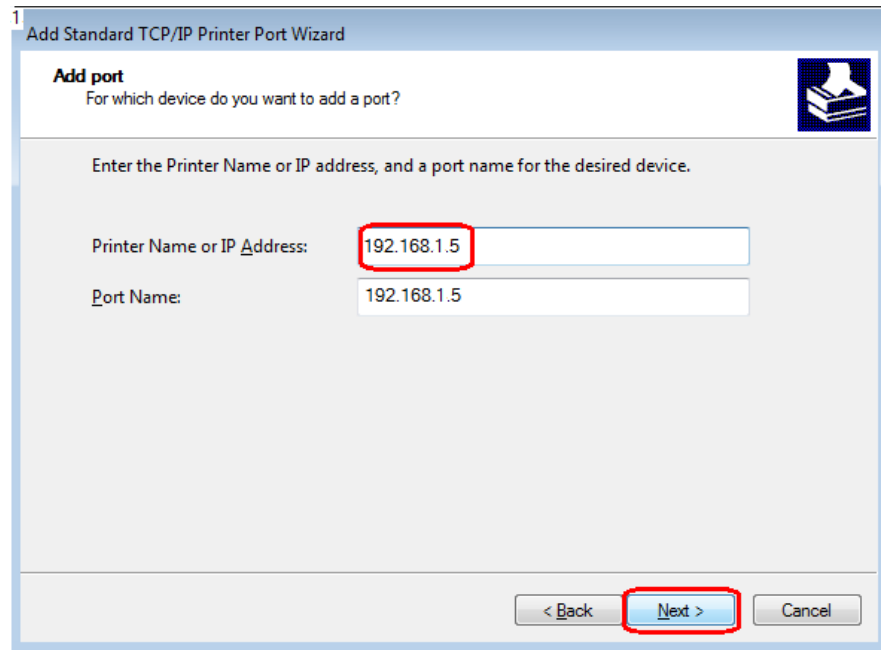 1
Add Standard TCP/IP Printer Port Wizard
Add port
For which device do you want to add a port?
Enter the Printer Name or IP address, and a port name for the desired device.
Printer Name or IP Address: 192.168.1.5
Port Name: 192.168.1.5
< Back Next > Cancel